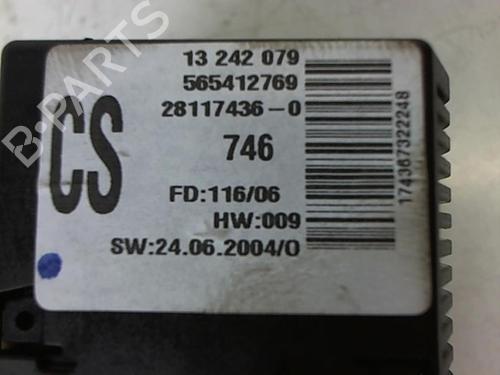 13 242 079
565412769
28117436-0
CS
746
FD:116/06
HW:009
SW:24.06.2004/0
174367322248
B-PARTS